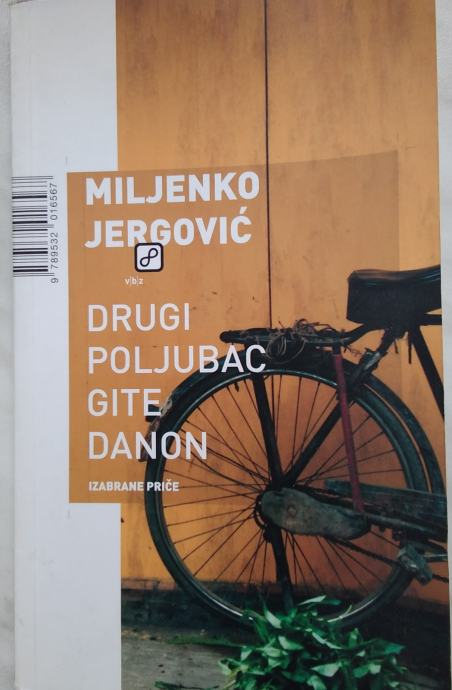 MILJENKO
JERGOVIĆ
v|b|z
DRUGI
POLJUBAC
GITE
DANON
IZABRANE PRIČE
9 789532 016567